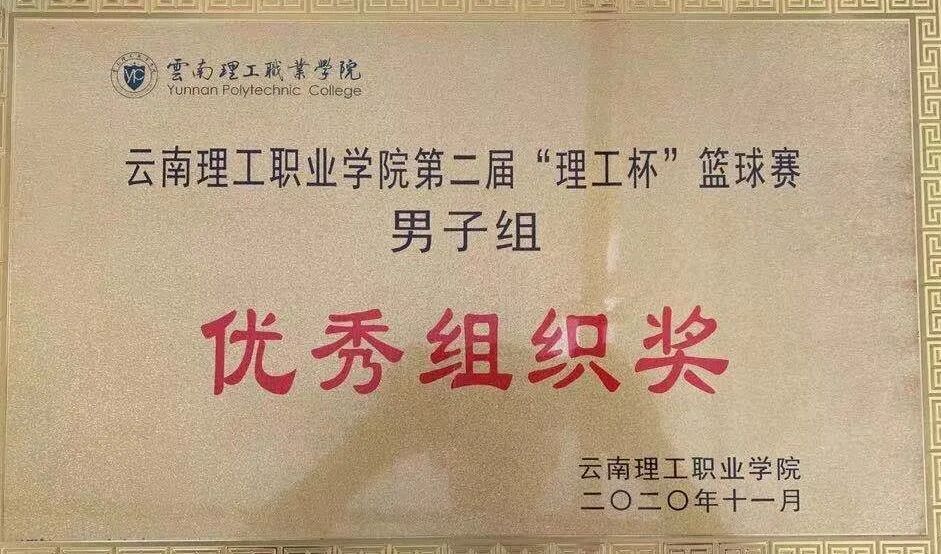 雲南理工職業學院
Yunnan Polytechnic College
云南理工职业学院第二届“理工杯”篮球赛
男子组
优秀组织奖
云南理工职业学院
二〇二〇年十一月